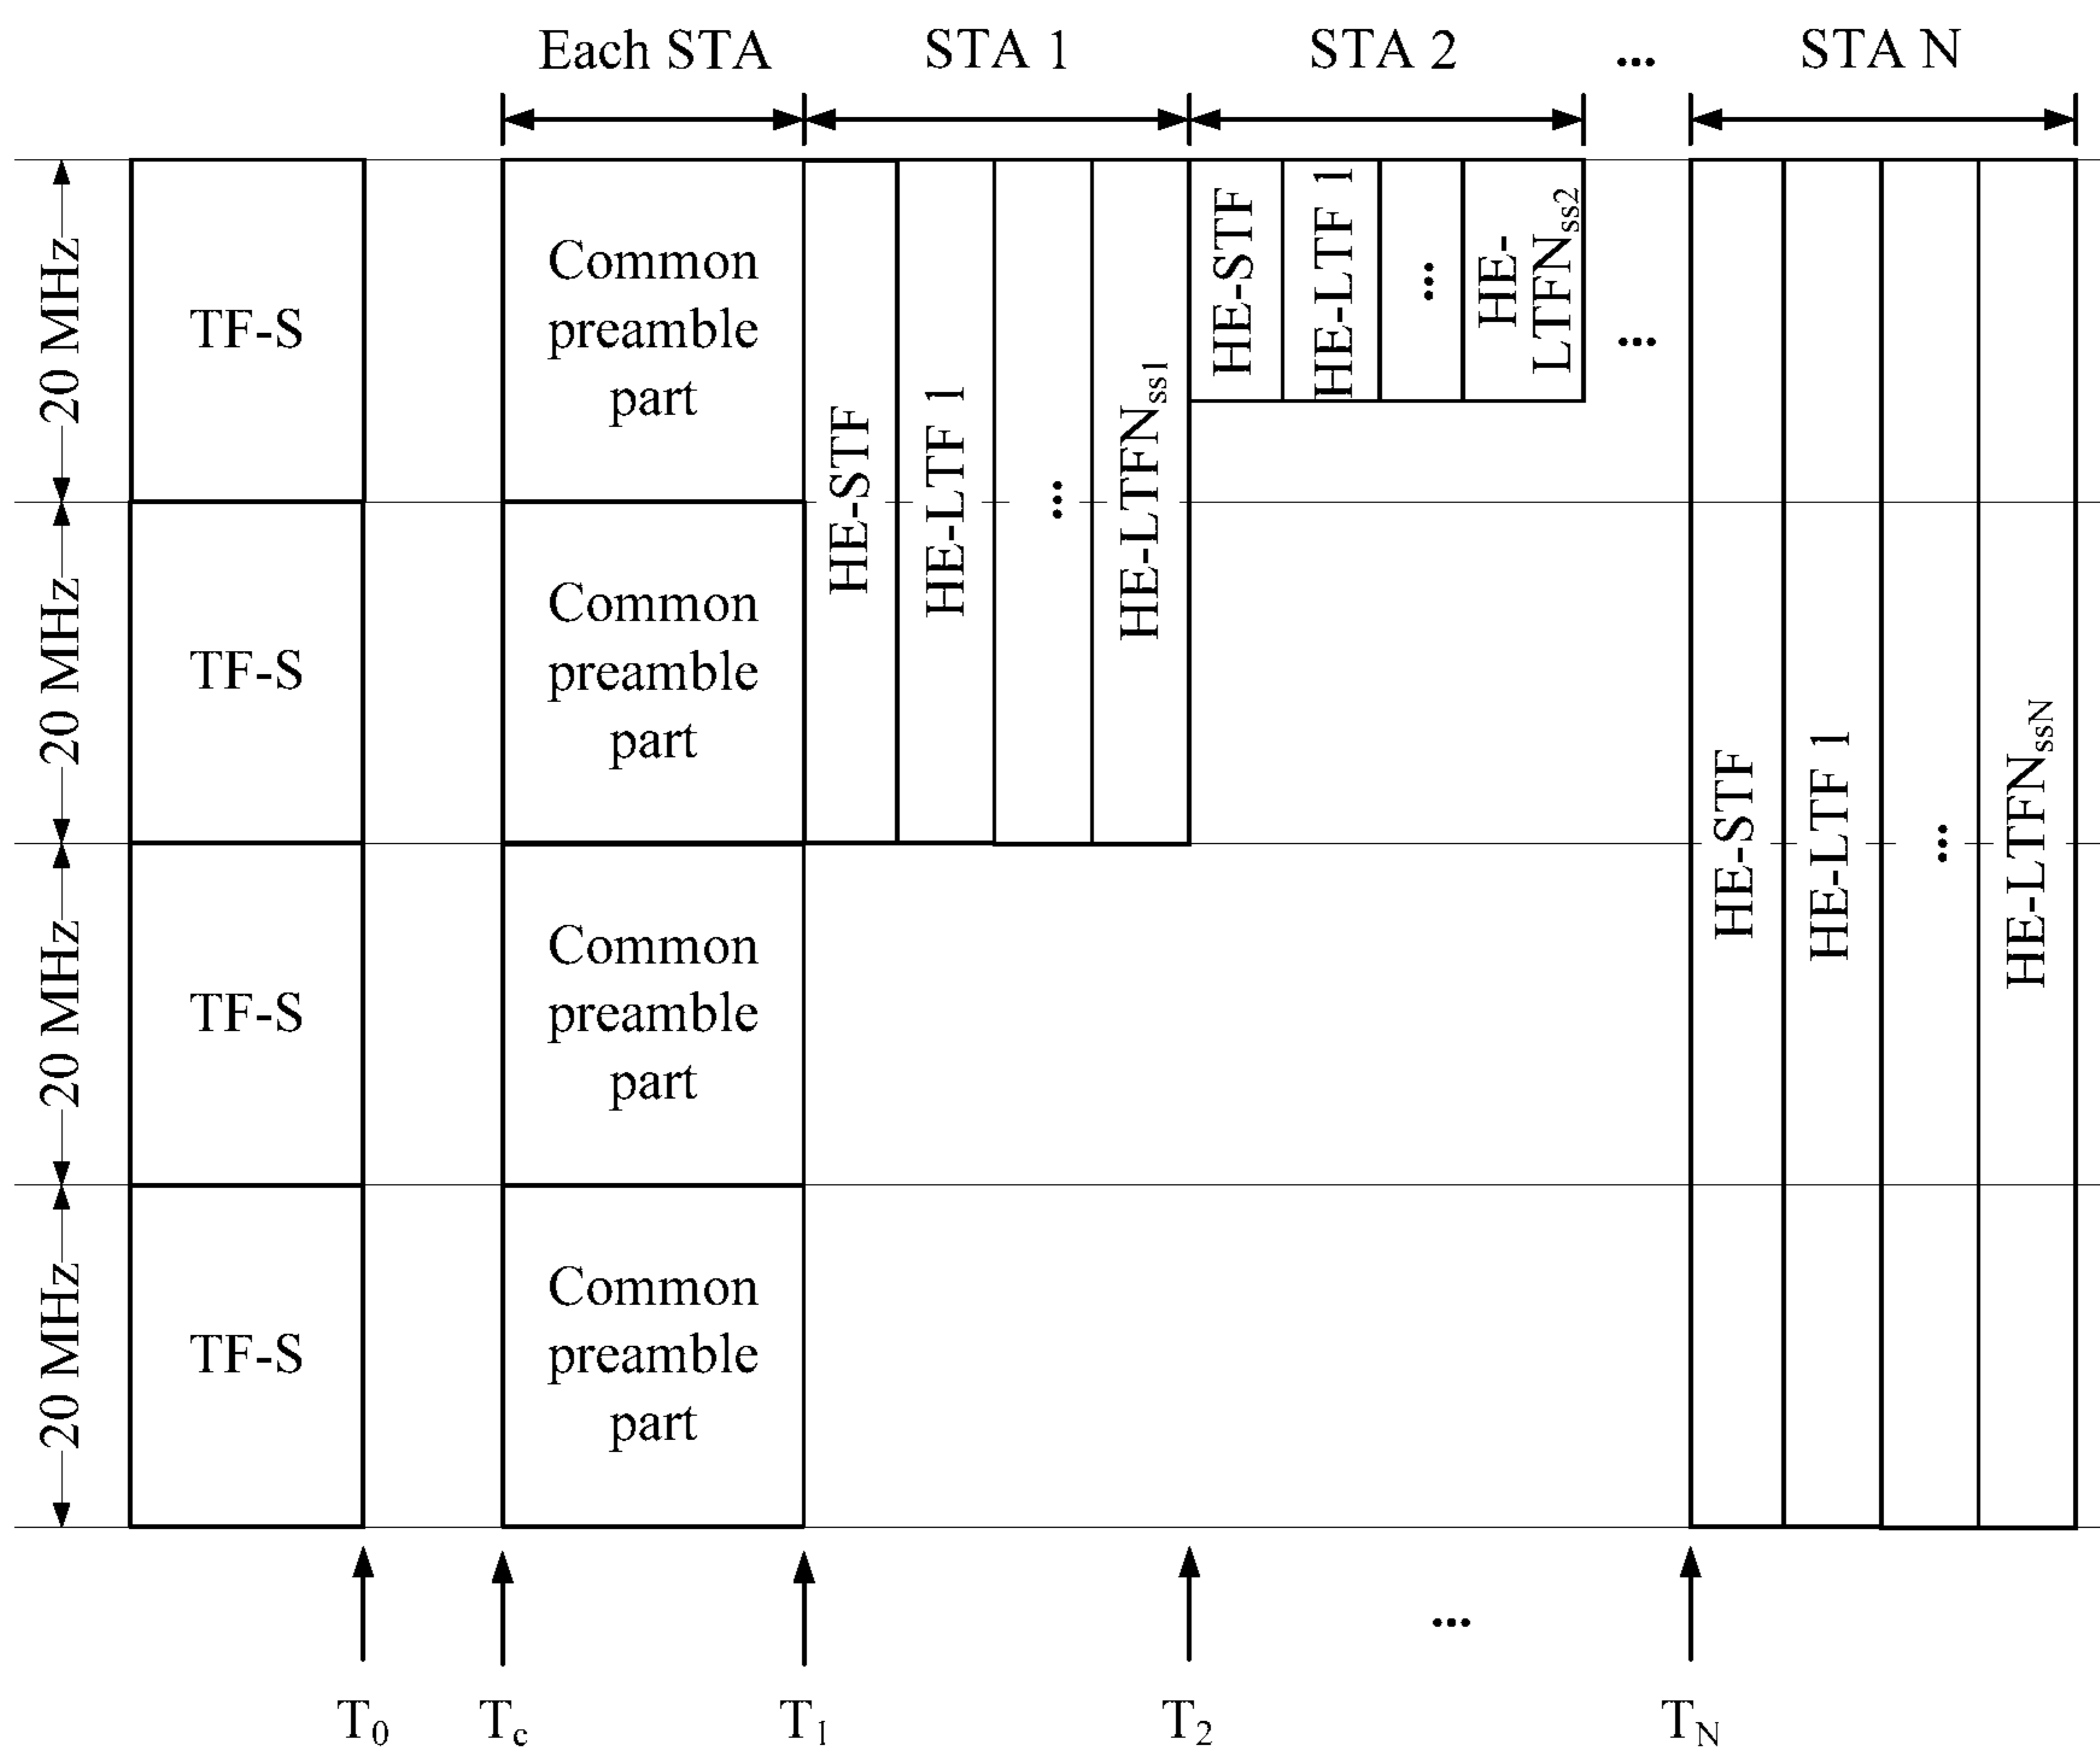 Each STA
STA 1
STA 2
...
STA N
20 MHz
TF-S
Common
preamble
part
HE-STF
HE-LTF 1
...
HE-LTFNss1
HE-STF
HE-LTF 1
...
HE-
LTFNss2
...
HE-STF
HE-LTF 1
...
HE-LTFNssN
20 MHz
TF-S
Common
preamble
part
20 MHz
TF-S
Common
preamble
part
20 MHz
TF-S
Common
preamble
part
T0
Tc
T1
T2
...
TN